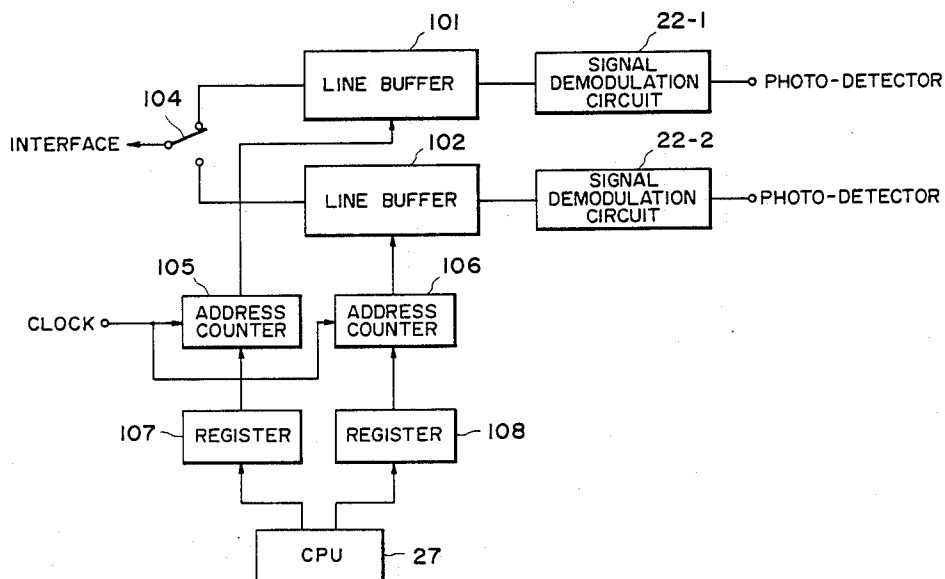 101
22-1
LINE BUFFER
SIGNAL
DEMODULATION
CIRCUIT
PHOTO-DETECTOR
104
INTERFACE
102
22-2
LINE BUFFER
SIGNAL
DEMODULATION
CIRCUIT
PHOTO-DETECTOR
105
106
CLOCK
ADDRESS
COUNTER
ADDRESS
COUNTER
107
REGISTER
REGISTER
108
CPU
27